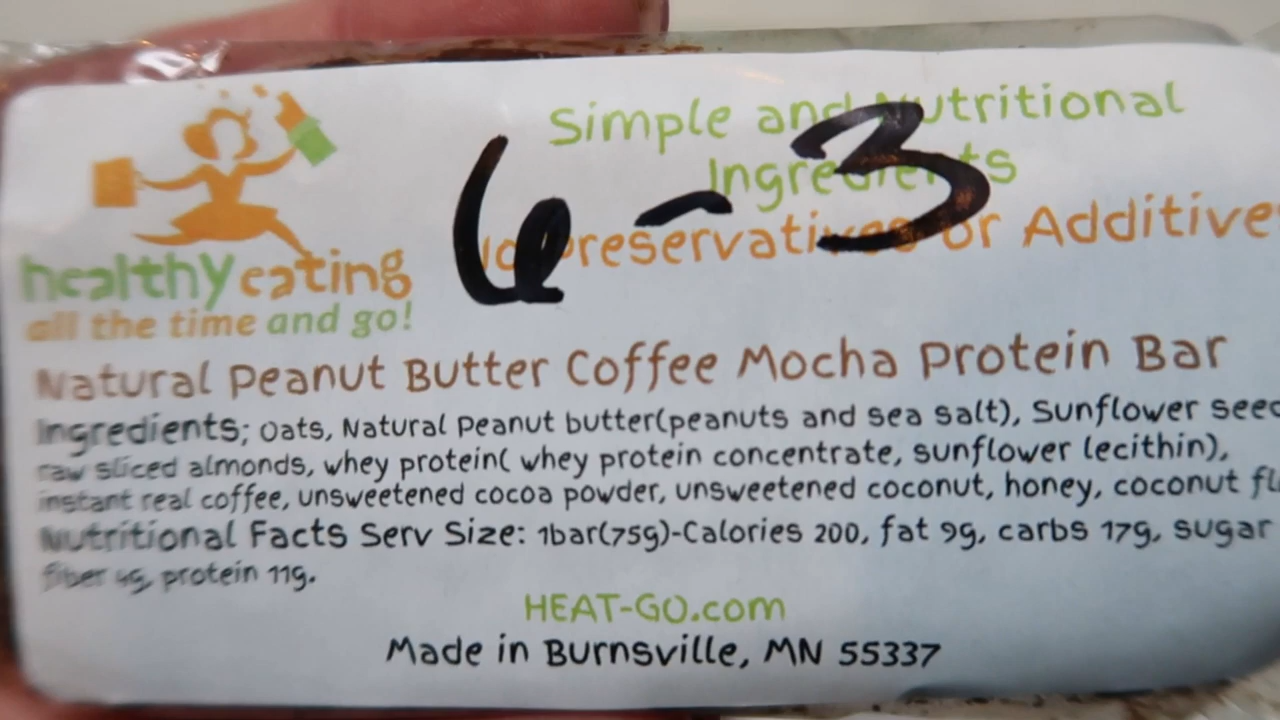 Simple and Nutritional
Ingredients
6-3
No Preservatives or Additive
healthy eating
all the time and go!
Natural Peanut Butter Coffee Mocha Protein Bar
Ingredients; Oats, Natural Peanut butter(peanuts and sea salt), Sunflower
raw sliced almonds, whey protein( whey protein concentrate, sunflower lecithin),
instant real coffee, unsweetened cocoa powder, unsweetened coconut, honey, coconut
Nutritional Facts Serv Size: 1bar(75g)-Calories 200, fat 9g, carbs 17g, sugar
fiber 4g, protein 11g.
HEAT-GO.com
Made in Burnsville, MN 55337